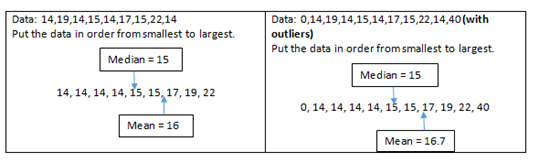 Data: 14,19,14,15,14,17,15,22,14
Put the data in order from smallest to largest.
Median = 15
14, 14, 14, 14, 15, 15, 17, 19, 22
Mean = 16
Data: 0,14,19,14,15,14,17,15,22,14,40(with
outliers)
Put the data in order from smallest to largest.
Median = 15
0, 14, 14, 14, 14, 15, 15, 17, 19, 22, 40
Mean = 16.7